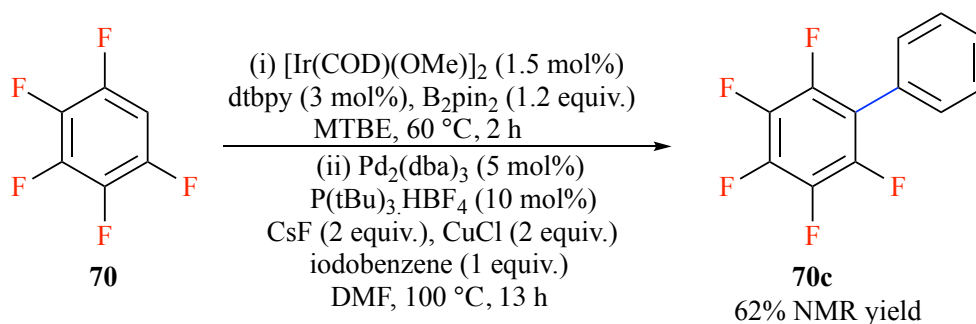 F
F
F
F
F
70
(i) [Ir(COD)(OMe)]₂ (1.5 mol%)
dtbpy (3 mol%), B₂pin₂ (1.2 equiv.)
MTBE, 60 °C, 2 h
(ii) Pd₂(dba)₃ (5 mol%)
P(tBu)₃.HBF₄ (10 mol%)
CsF (2 equiv.), CuCl (2 equiv.)
iodobenzene (1 equiv.)
DMF, 100 °C, 13 h
F
F
F
F
F
70c
62% NMR yield